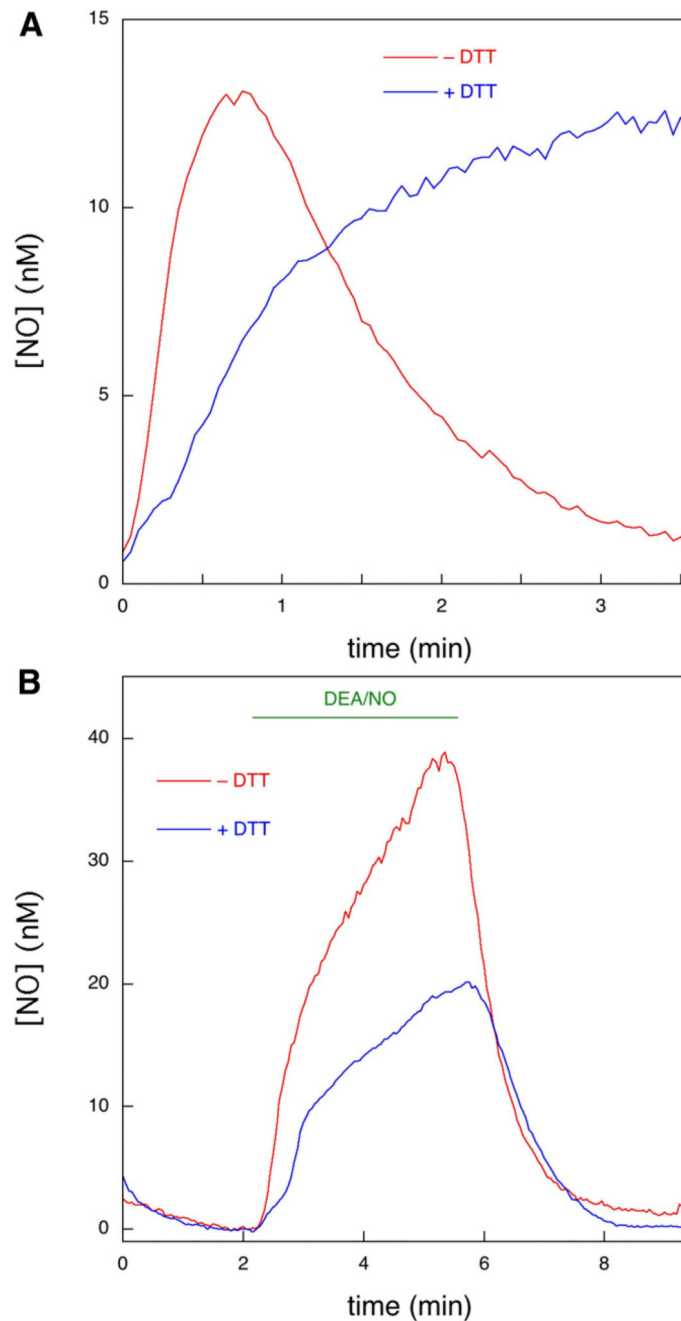 A
15
– DTT
+ DTT
10
[NO] (nM)
5
0
0 1 2 3
time (min)
B
DEA/NO
40
– DTT
+ DTT
30
[NO] (nM)
20
10
0
0 2 4 6 8
time (min)